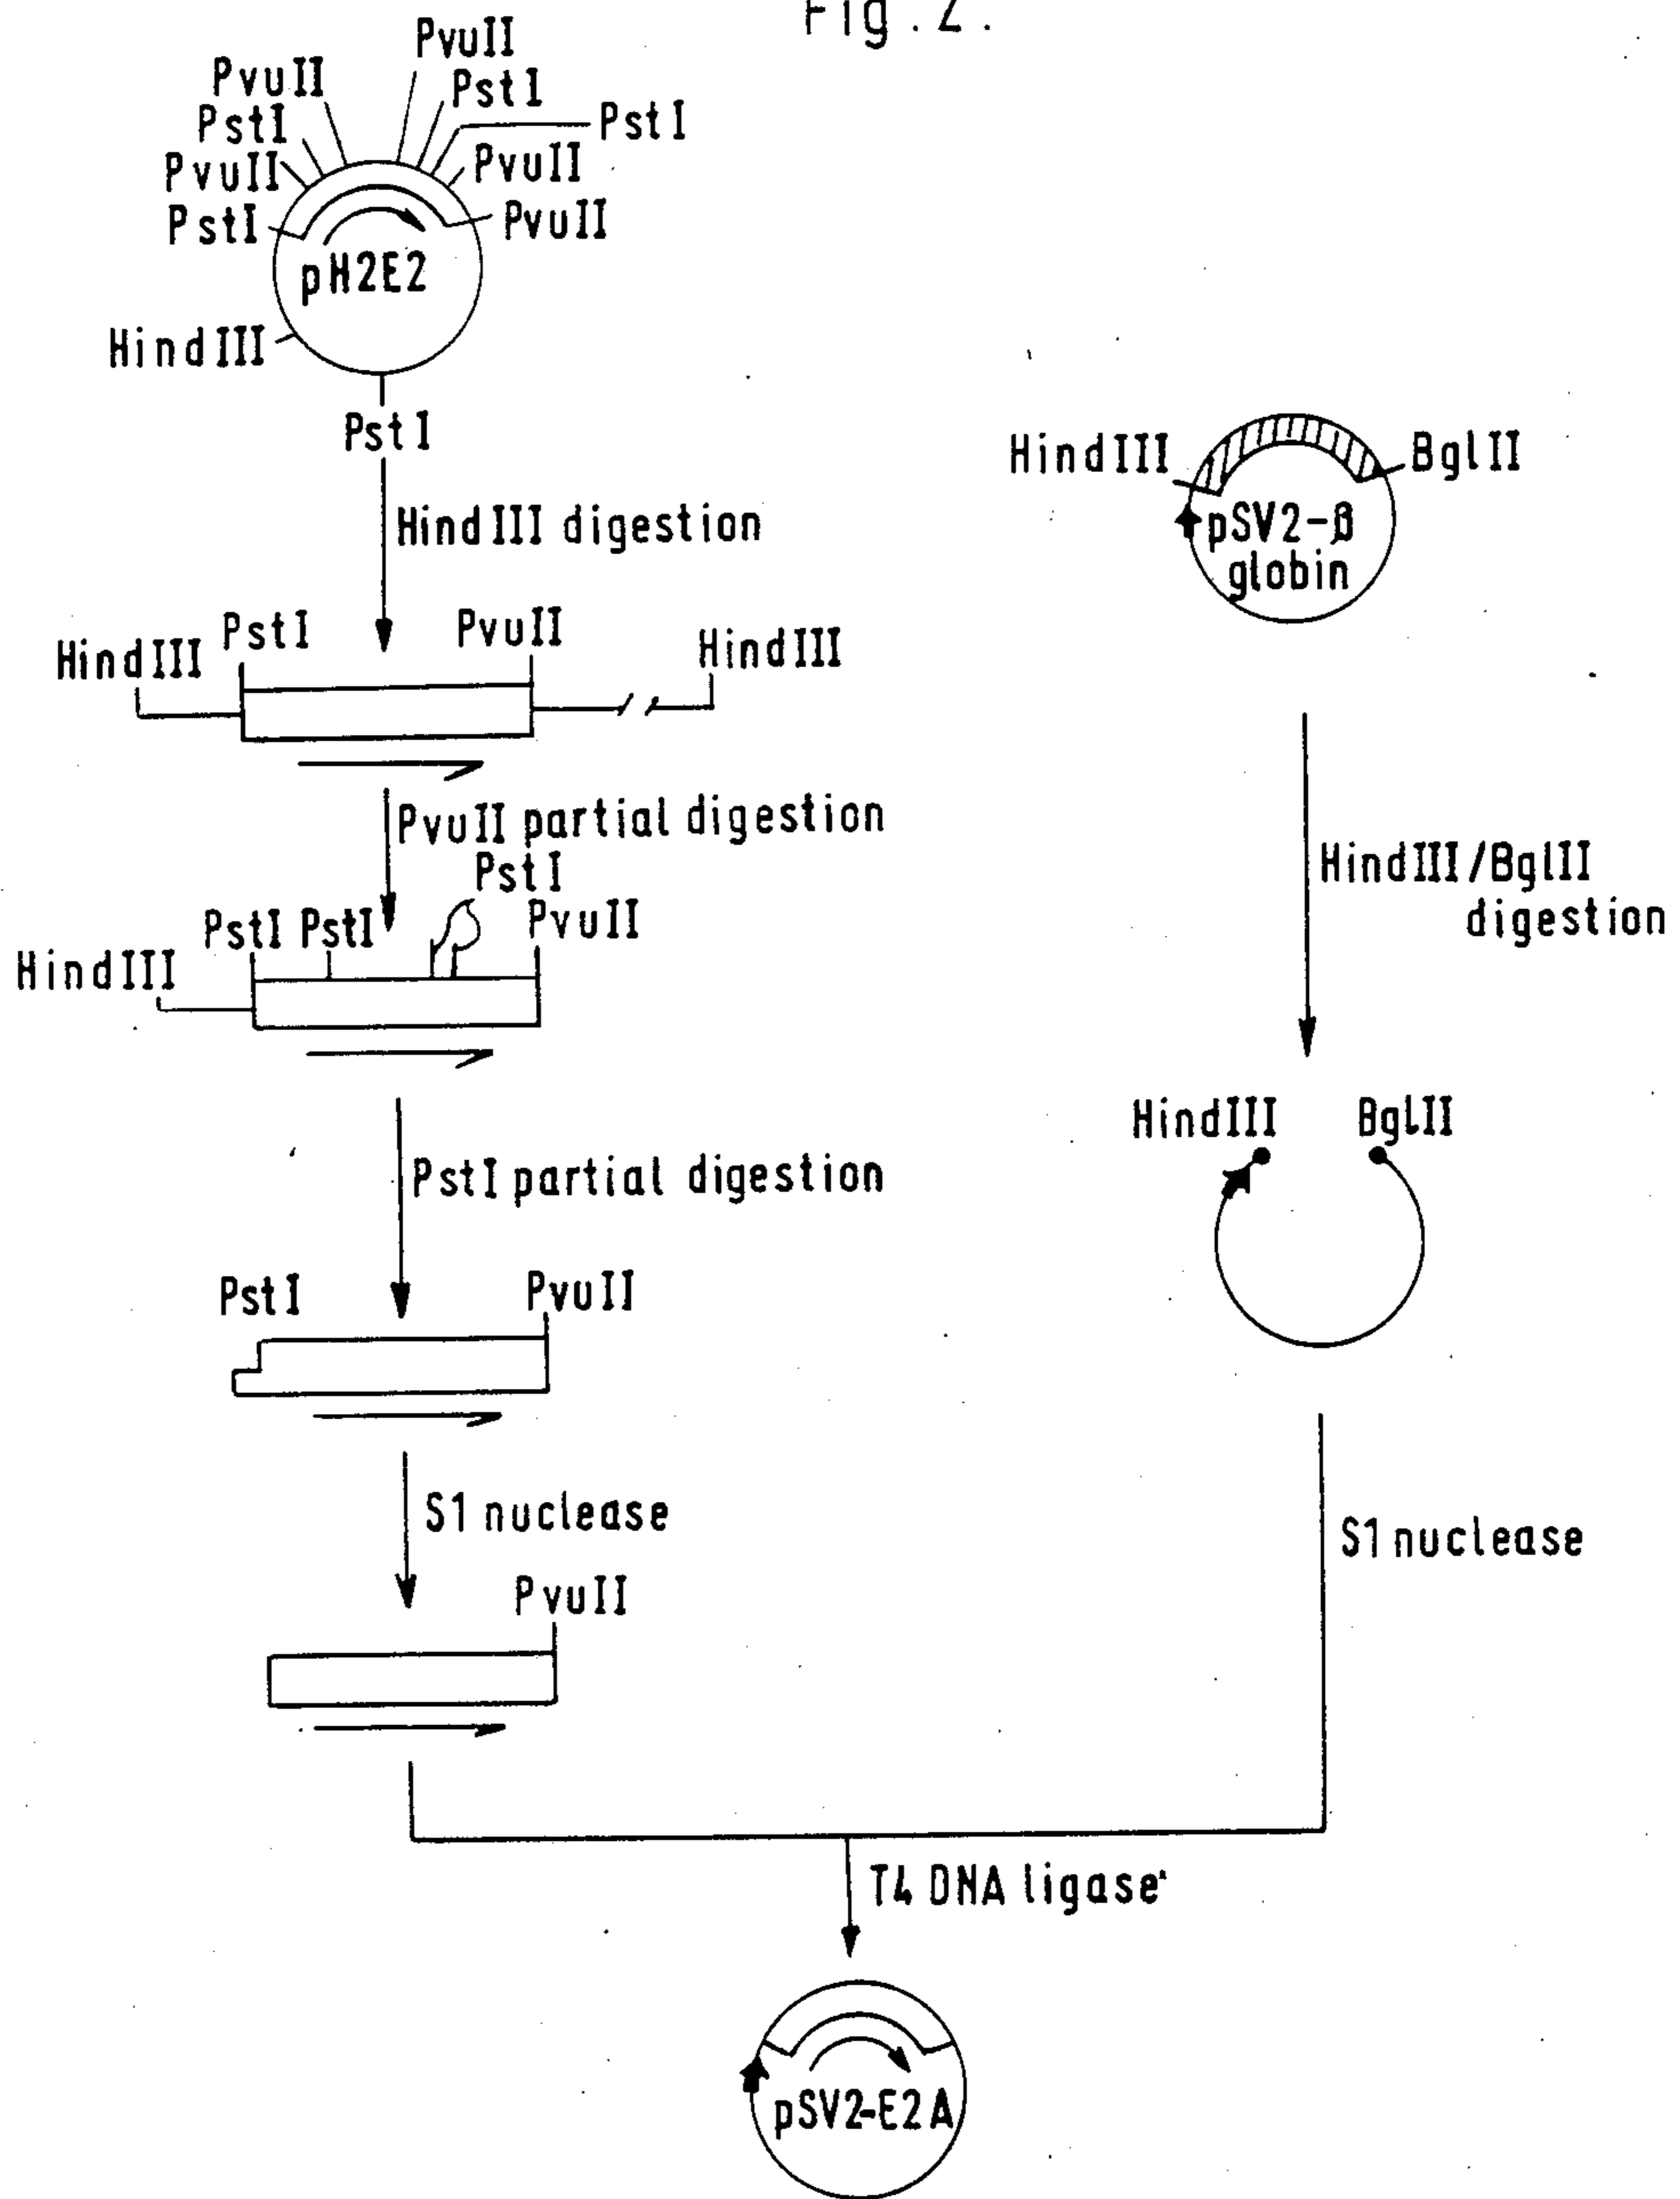 Fig. 2.
PvuII
PvuII
PstI
PstI
PstI
PvuII
PvuII
PstI
PvuII
pH2E2
HindIII
PstI
HindIII
BglII
pSV2-β
globin
HindIII digestion
PstI
PvuII
HindIII
HindIII
PvuII partial digestion
PstI
HindIII/BglII
digestion
PstI
PstI
PvuII
HindIII
HindIII
BglII
PstI partial digestion
PstI
PvuII
S1 nuclease
S1 nuclease
PvuII
T4 DNA ligase
pSV2-E2A